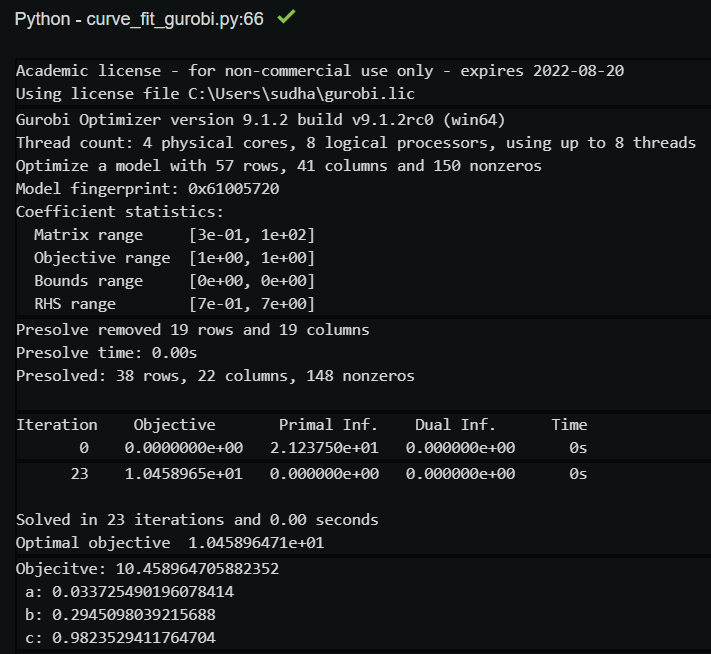 Python - curve_fit_gurobi.py:66
Academic license - for non-commercial use only - expires 2022-08-20
Using license file C:\Users\sudha\gurobi.lic
Gurobi Optimizer version 9.1.2 build v9.1.2rc0 (win64)
Thread count: 4 physical cores, 8 logical processors, using up to 8 threads
Optimize a model with 57 rows, 41 columns and 150 nonzeros
Model fingerprint: 0x61005720
Coefficient statistics:
  Matrix range     [3e-01, 1e+02]
  Objective range  [1e+00, 1e+00]
  Bounds range     [0e+00, 0e+00]
  RHS range        [7e-01, 7e+00]
Presolve removed 19 rows and 19 columns
Presolve time: 0.00s
Presolved: 38 rows, 22 columns, 148 nonzeros
Iteration    Objective       Primal Inf.    Dual Inf.      Time
       0    0.0000000e+00   2.123750e+01   0.000000e+00      0s
      23    1.0458965e+01   0.000000e+00   0.000000e+00      0s
Solved in 23 iterations and 0.00 seconds
Optimal objective  1.045896471e+01
Objecitve: 10.458964705882352
 a: 0.033725490196078414
 b: 0.2945098039215688
 c: 0.9823529411764704